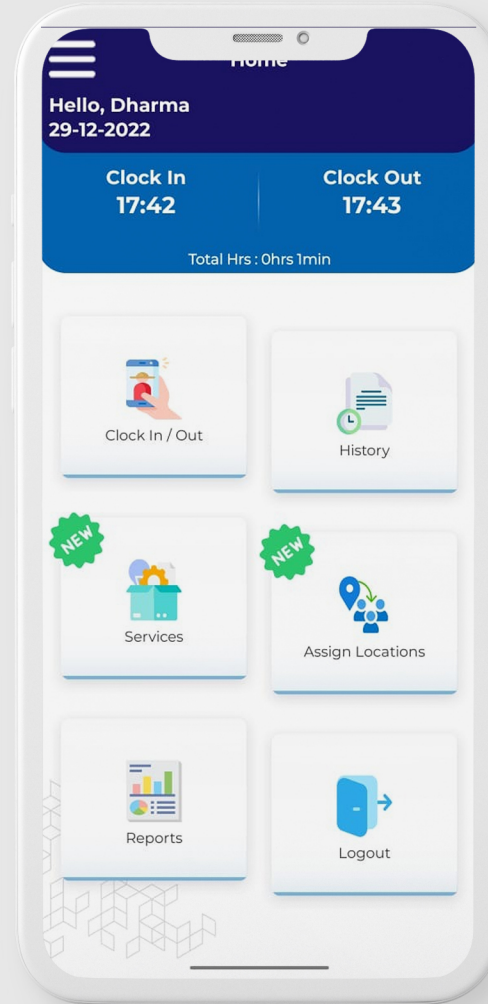 Home
Hello, Dharma
29-12-2022
Clock In
17:42
Clock Out
17:43
Total Hrs : 0hrs 1min
Clock In / Out
History
NEW
Services
NEW
Assign Locations
Reports
Logout